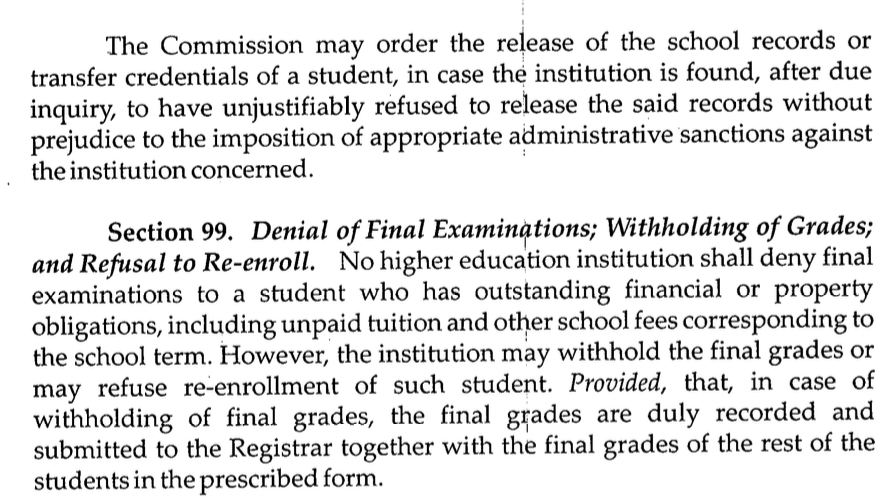 The Commission may order the release of the school records or
transfer credentials of a student, in case the institution is found, after due
inquiry, to have unjustifiably refused to release the said records without
prejudice to the imposition of appropriate administrative sanctions against
the institution concerned.
Section 99. Denial of Final Examinations; Withholding of Grades;
and Refusal to Re-enroll. No higher education institution shall deny final
examinations to a student who has outstanding financial or property
obligations, including unpaid tuition and other school fees corresponding to
the school term. However, the institution may withhold the final grades or
may refuse re-enrollment of such student. Provided, that, in case of
withholding of final grades, the final grades are duly recorded and
submitted to the Registrar together with the final grades of the rest of the
students in the prescribed form.